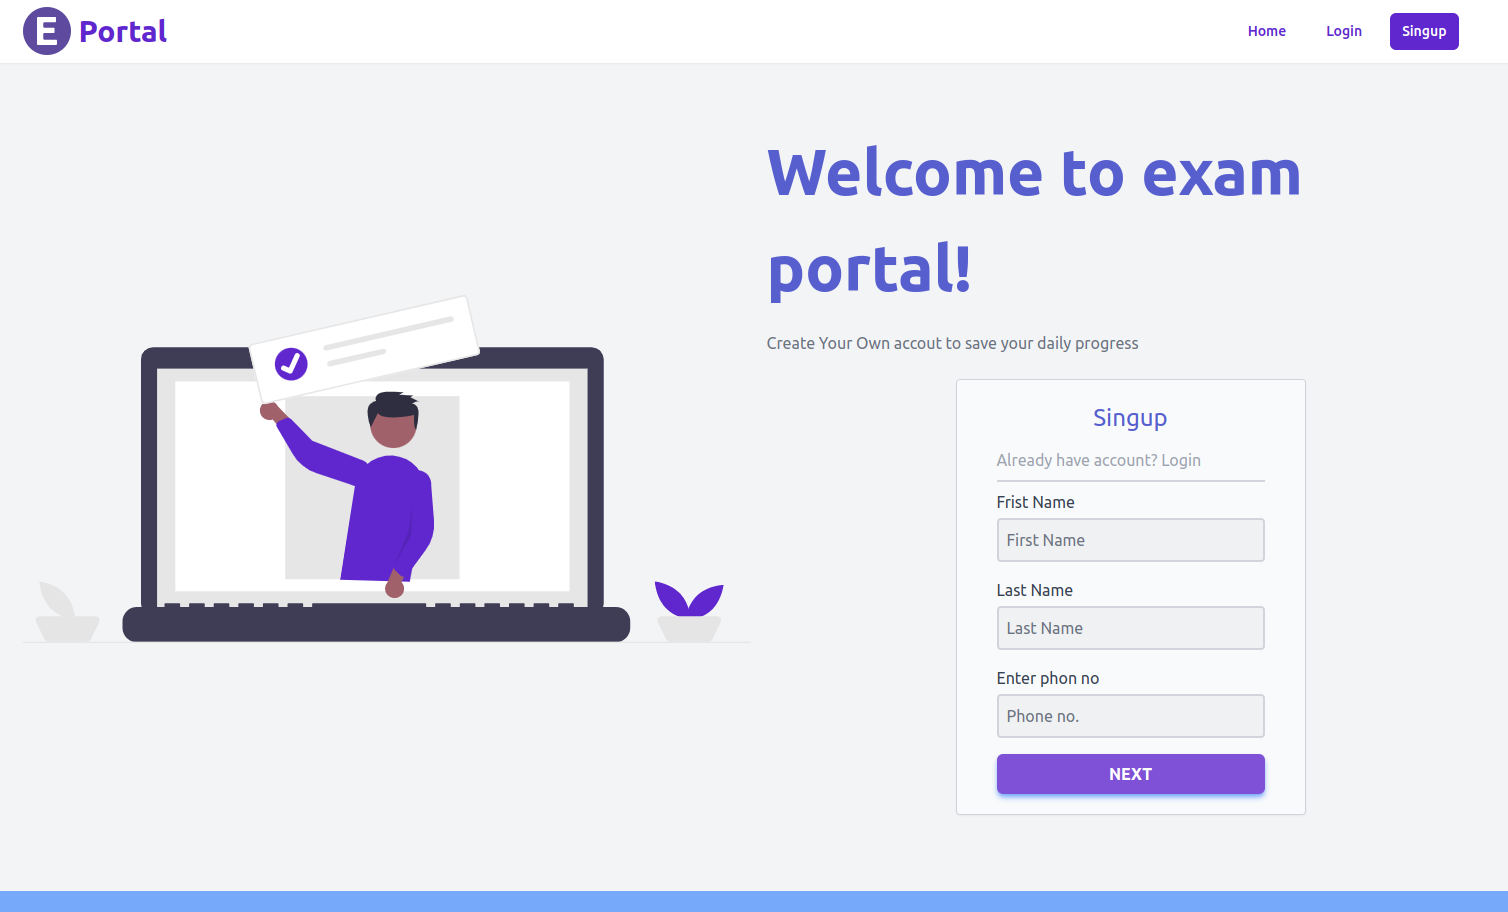 E Portal
Home
Login
Singup
Welcome to exam
portal!
Create Your Own accout to save your daily progress
Singup
Already have account? Login
Frist Name
First Name
Last Name
Last Name
Enter phon no
Phone no.
NEXT